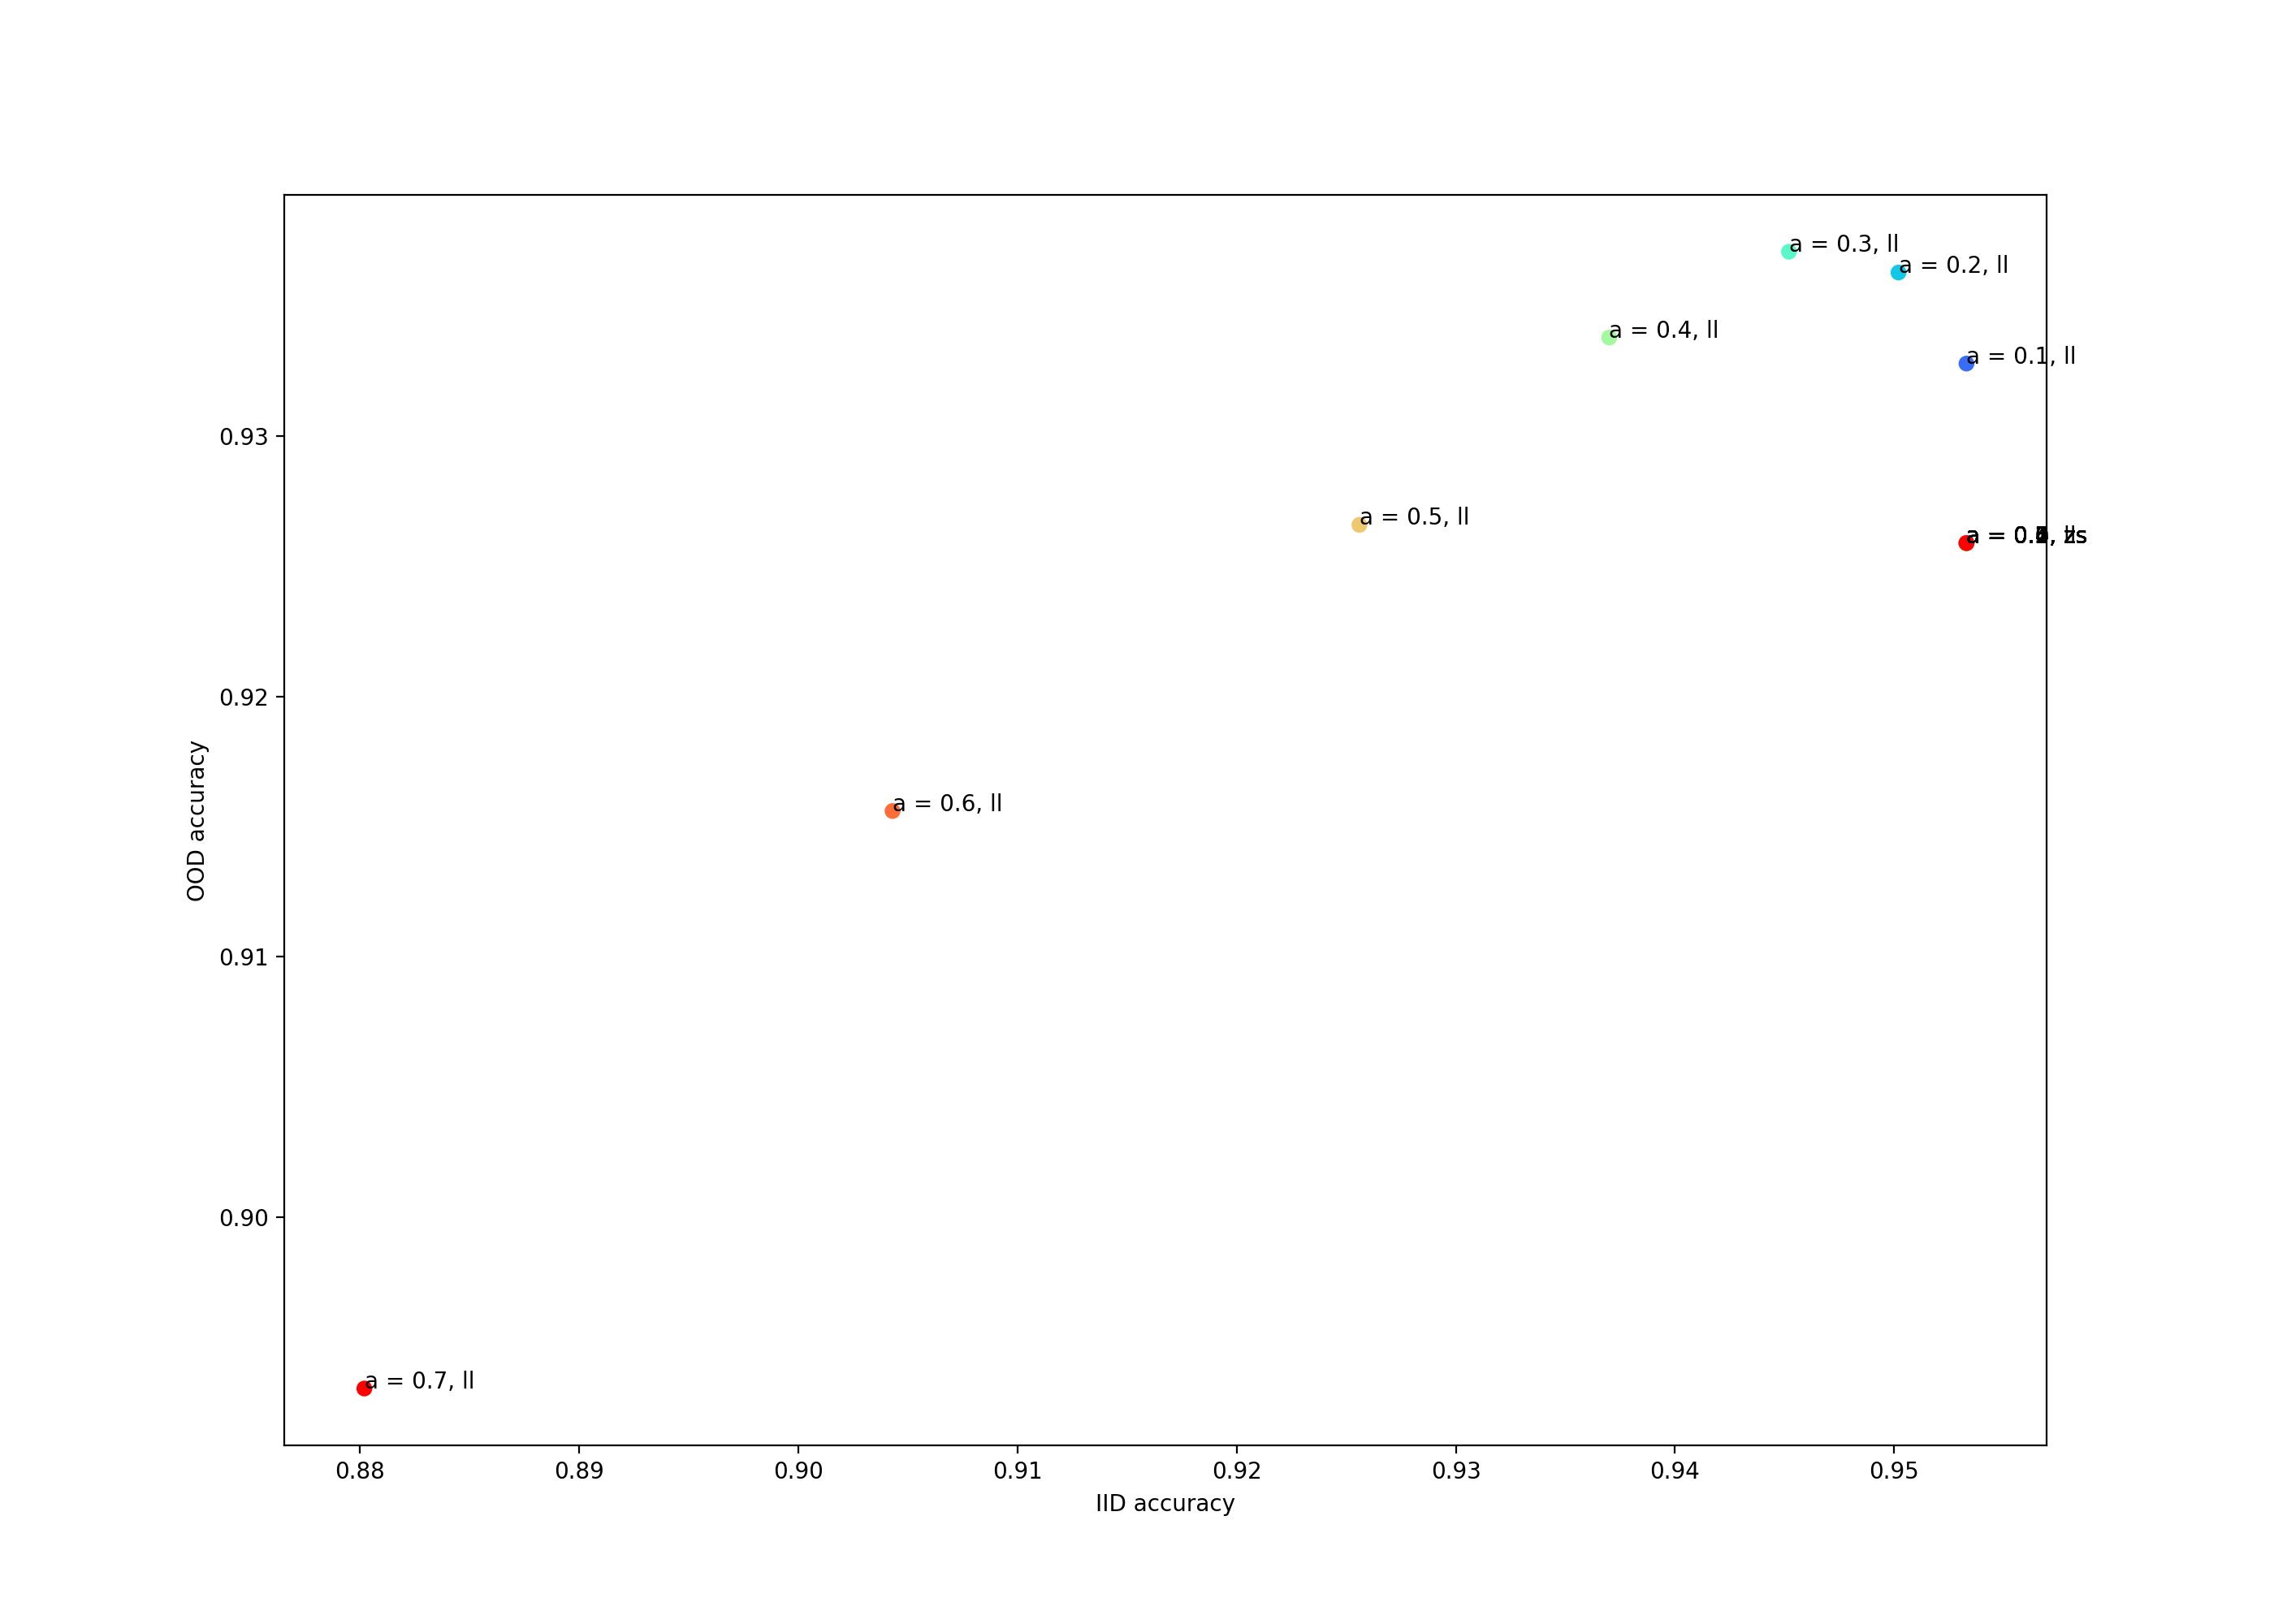 a = 0.3, ll
a = 0.2, ll
a = 0.4, ll
a = 0.1, ll
0.93
a = 0.5, ll
a = 0.
0.92
a = 0.6, ll
OOD accuracy
0.91
0.90
a = 0.7, ll
0.88 0.89 0.90 0.91 0.92 0.93 0.94 0.95
IID accuracy